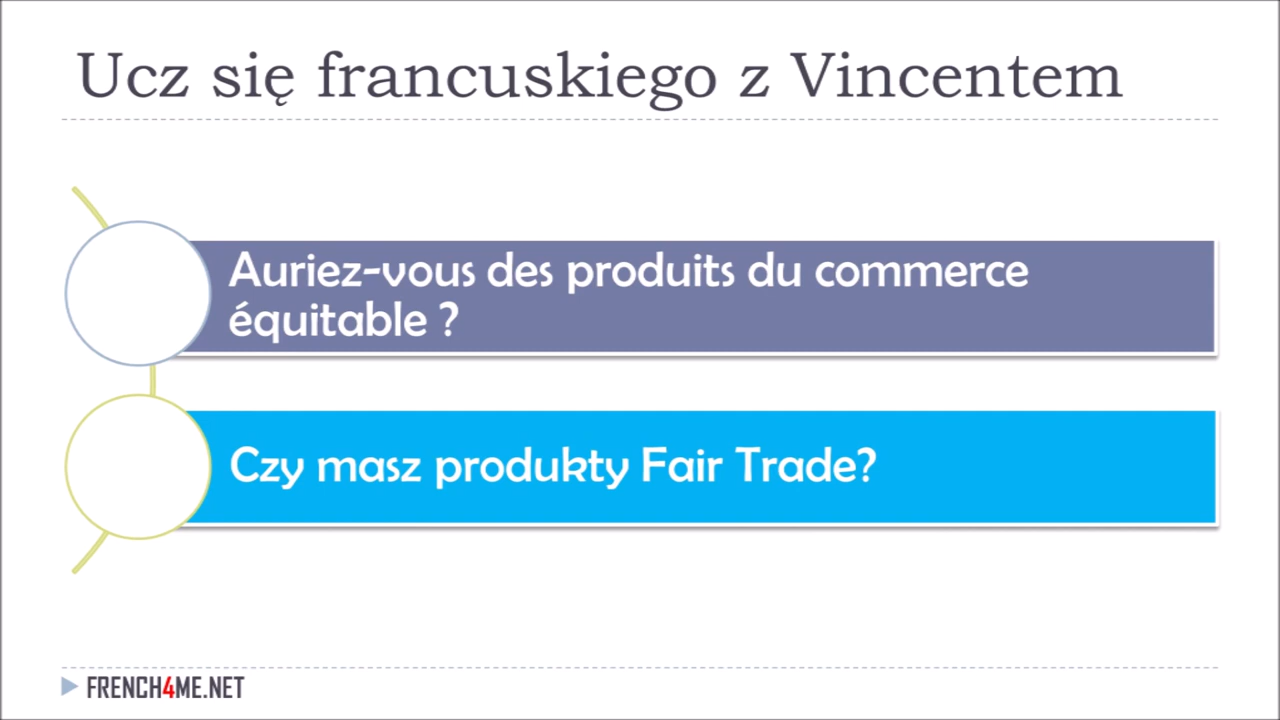 Ucz się francuskiego z Vincentem
Auriez-vous des produits du commerce
équitable ?
Czy masz produkty Fair Trade?
FRENCH4ME.NET